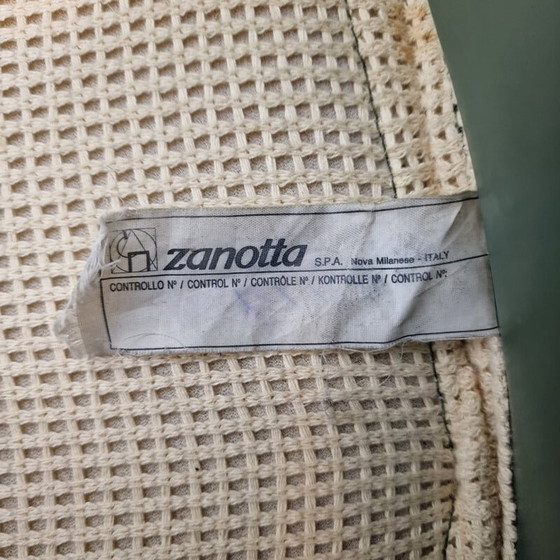 zanotta S.P.A. Nova Milanese - ITALY
CONTROLLO Nº / CONTROL Nº / CONTRÔLE Nº / KONTROLLE Nº / CONTROL Nº: